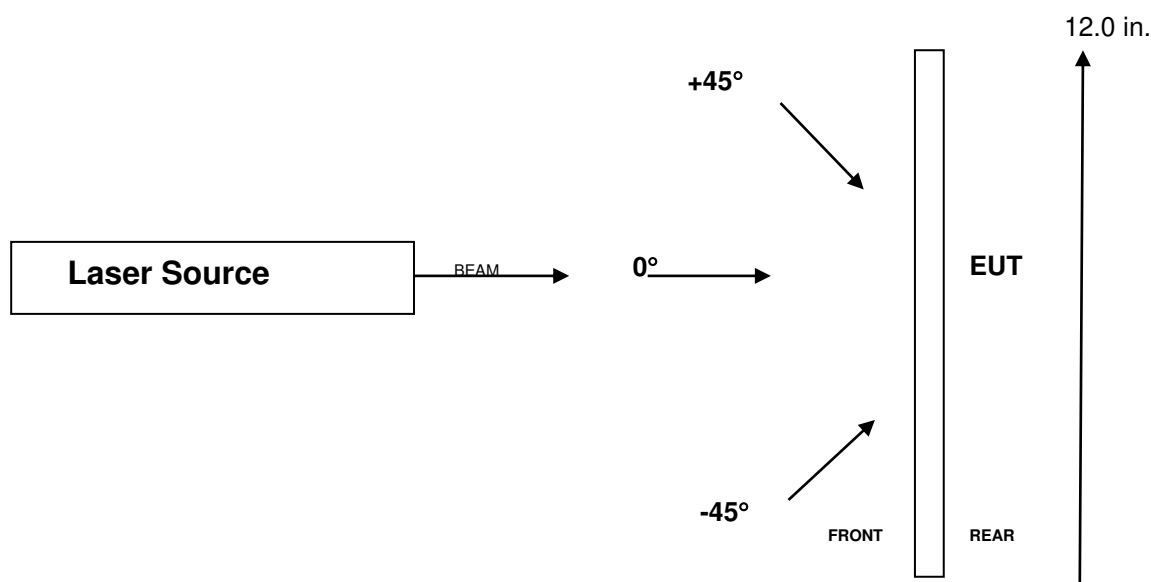 12.0 in.
+45°
Laser Source
BEAM
0°
EUT
-45°
FRONT
REAR